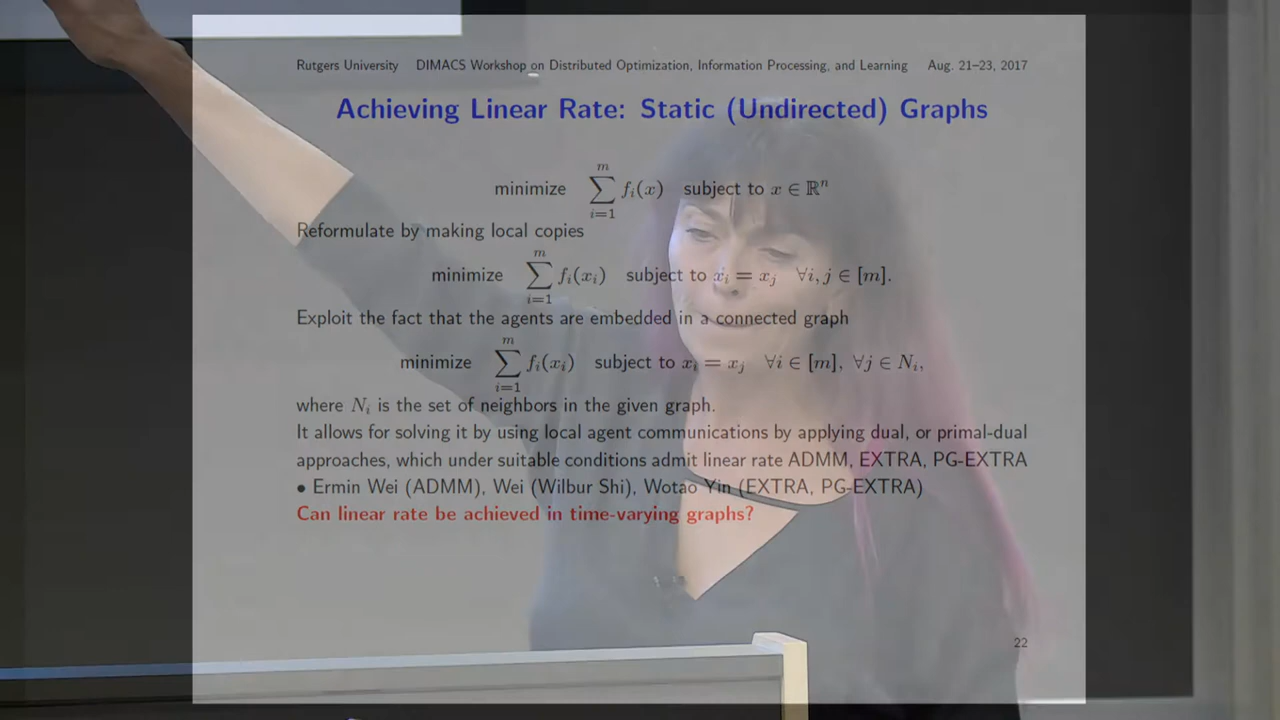 Rutgers University DIMACS Workshop on Distributed Optimization, Information Processing, and Learning Aug. 21–23, 2017
Achieving Linear Rate: Static (Undirected) Graphs
minimize ∑_{i=1}^{m} f_i(x) subject to x ∈ ℝ^n
Reformulate by making local copies
minimize ∑_{i=1}^{m} f_i(x_i) subject to x_i = x_j ∀i, j ∈ [m].
Exploit the fact that the agents are embedded in a connected graph
minimize ∑_{i=1}^{m} f_i(x_i) subject to x_i = x_j ∀i ∈ [m], ∀j ∈ N_i,
where N_i is the set of neighbors in the given graph.
It allows for solving it by using local agent communications by applying dual, or primal-dual
approaches, which under suitable conditions admit linear rate ADMM, EXTRA, PG-EXTRA
• Ermin Wei (ADMM), Wei (Wilbur Shi), Wotao Yin (EXTRA, PG-EXTRA)
Can linear rate be achieved in time-varying graphs?
22